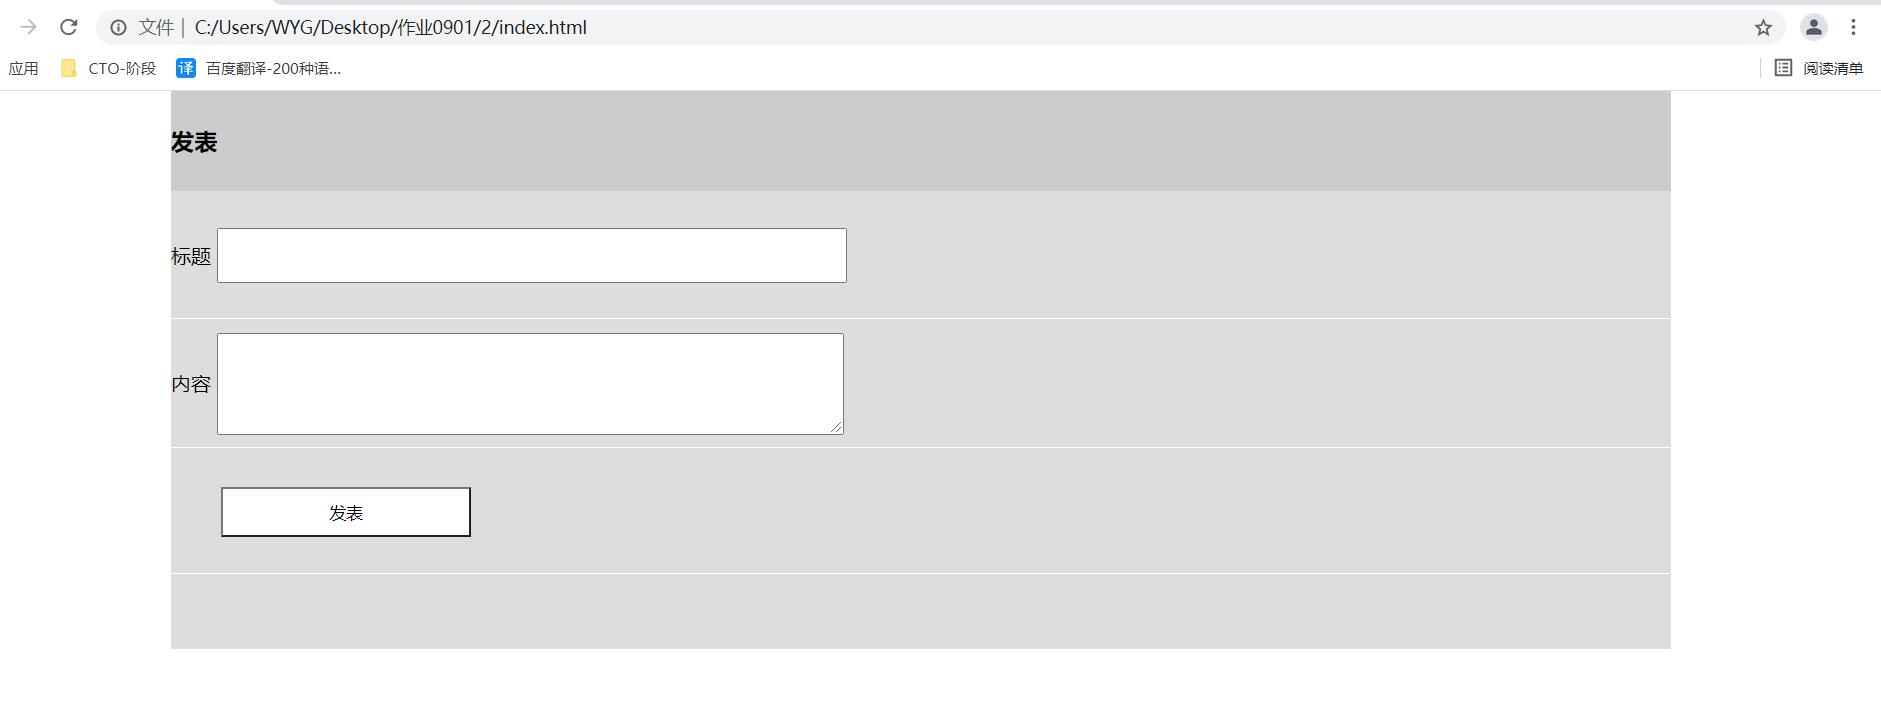 文件 | C:/Users/WYG/Desktop/作业0901/2/index.html
应用 CTO-阶段 译 百度翻译-200种语... 阅读清单
发表
标题
内容
发表